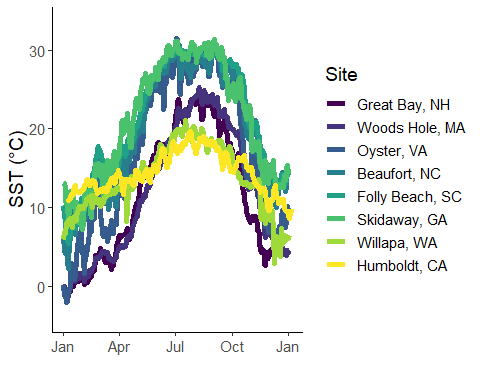 SST (°C)
30
20
10
0
Jan Apr Jul Oct Jan
Site
Great Bay, NH
Woods Hole, MA
Oyster, VA
Beaufort, NC
Folly Beach, SC
Skidaway, GA
Willapa, WA
Humboldt, CA